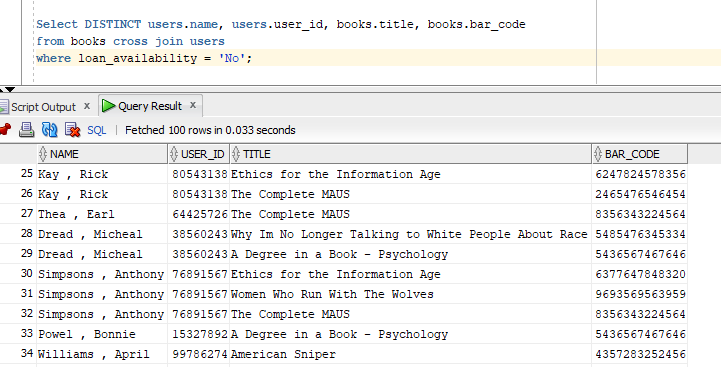 Select DISTINCT users.name, users.user_id, books.title, books.bar_code
from books cross join users
where loan_availability = 'No';
Script Output x Query Result x
SQL | Fetched 100 rows in 0.033 seconds
NAME USER_ID TITLE BAR_CODE
25 Kay , Rick 80543138 Ethics for the Information Age 6247824578356
26 Kay , Rick 80543138 The Complete MAUS 2465476546454
27 Thea , Earl 64425726 The Complete MAUS 8356343224564
28 Dread , Micheal 38560243 Why Im No Longer Talking to White People About Race 5485476345334
29 Dread , Micheal 38560243 A Degree in a Book - Psychology 5436567467646
30 Simpsons , Anthony 76891567 Ethics for the Information Age 6377647848320
31 Simpsons , Anthony 76891567 Women Who Run With The Wolves 9693569563959
32 Simpsons , Anthony 76891567 The Complete MAUS 8356343224564
33 Powel , Bonnie 15327892 A Degree in a Book - Psychology 5436567467646
34 Williams , April 99786274 American Sniper 4357283252456